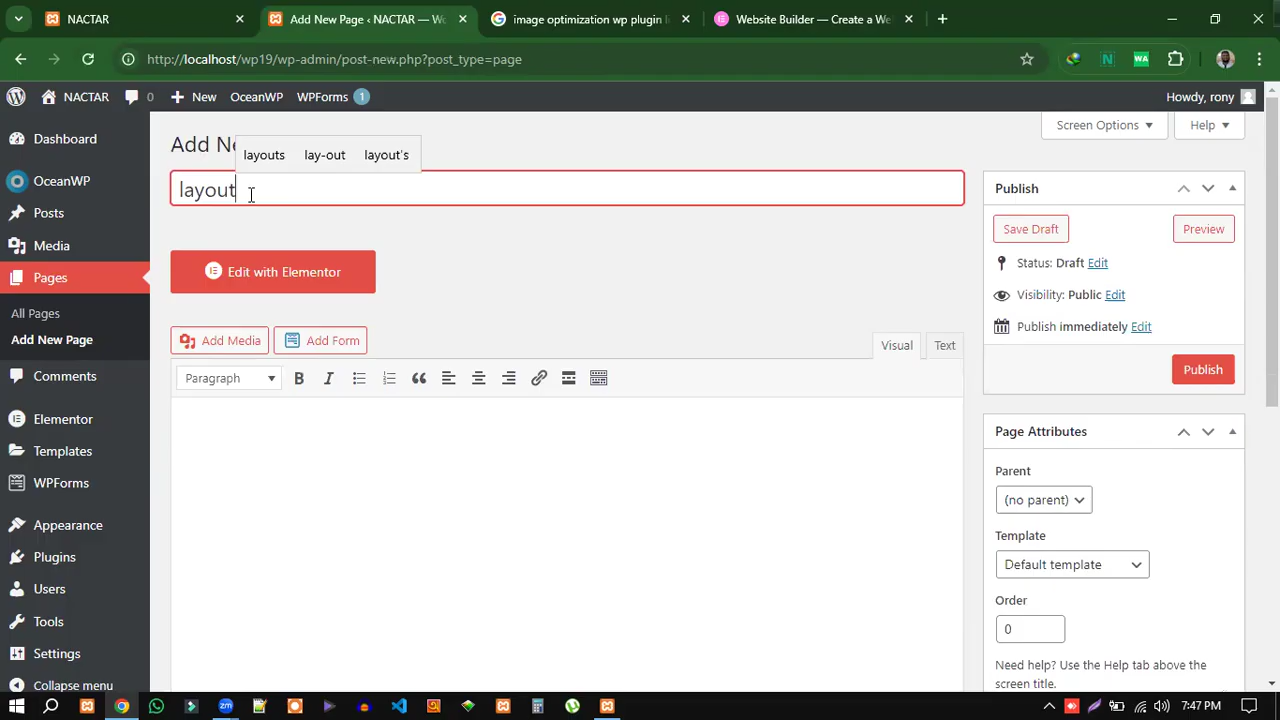 NACTAR
Add New Page ‹ NACTAR — Wo
image optimization wp plugin l
Website Builder — Create a We
http://localhost/wp19/wp-admin/post-new.php?post_type=page
NACTAR
0
New
OceanWP
WPForms
1
Howdy, rony
Dashboard
OceanWP
Posts
Media
Pages
All Pages
Add New Page
Comments
Elementor
Templates
WPForms
Appearance
Plugins
Users
Tools
Settings
Collapse menu
Screen Options
Help
Add Ne
layouts lay-out layout's
layout
Edit with Elementor
Add Media
Add Form
Visual
Text
Paragraph
B I
Publish
Save Draft
Preview
Status: Draft Edit
Visibility: Public Edit
Publish immediately Edit
Publish
Page Attributes
Parent
(no parent)
Template
Default template
Order
0
Need help? Use the Help tab above the
screen title.
7:47 PM